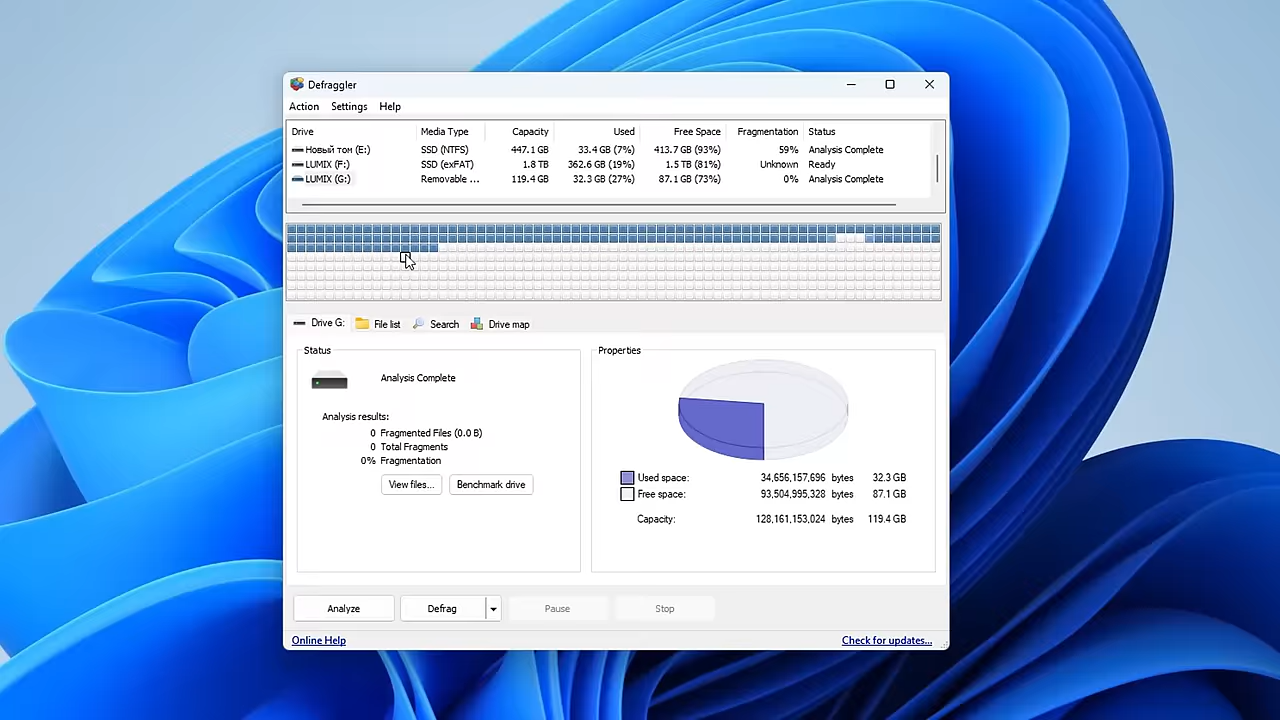 Defraggler
Action Settings Help
Drive Media Type Capacity Used Free Space Fragmentation Status
Новый том (E:) SSD (NTFS) 447.1 GB 33.4 GB (7%) 413.7 GB (93%) 59% Analysis Complete
LUMIX (F:) SSD (exFAT) 1.8 TB 362.6 GB (19%) 1.5 TB (81%) Unknown Ready
LUMIX (G:) Removable ... 119.4 GB 32.3 GB (27%) 87.1 GB (73%) 0% Analysis Complete
Drive G: File list Search Drive map
Status
Analysis Complete
Analysis results:
0 Fragmented Files (0.0 B)
0 Total Fragments
0% Fragmentation
View files... Benchmark drive
Properties
Used space: 34,656,157,696 bytes 32.3 GB
Free space: 93,504,995,328 bytes 87.1 GB
Capacity: 128,161,153,024 bytes 119.4 GB
Analyze Defrag Pause Stop
Online Help Check for updates...